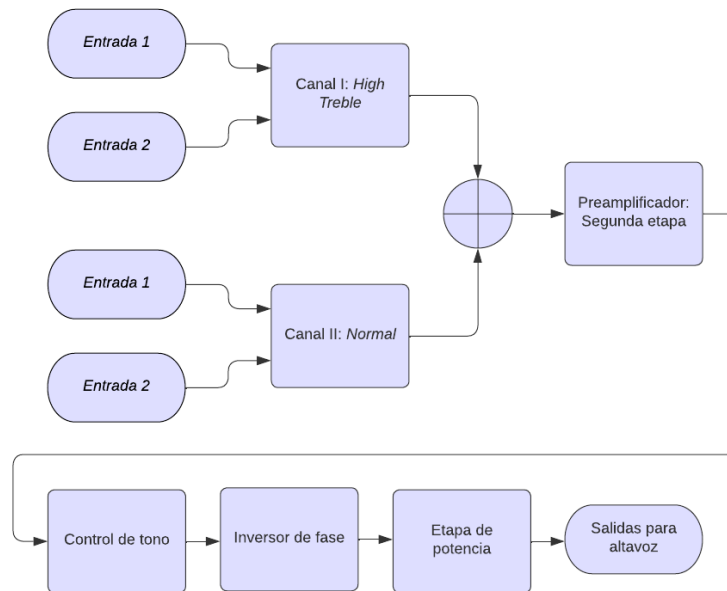 Entrada 1
Entrada 2
Canal I: High
Treble
Preamplificador:
Segunda etapa
Entrada 1
Entrada 2
Canal II: Normal
Control de tono
Inversor de fase
Etapa de
potencia
Salidas para
altavoz